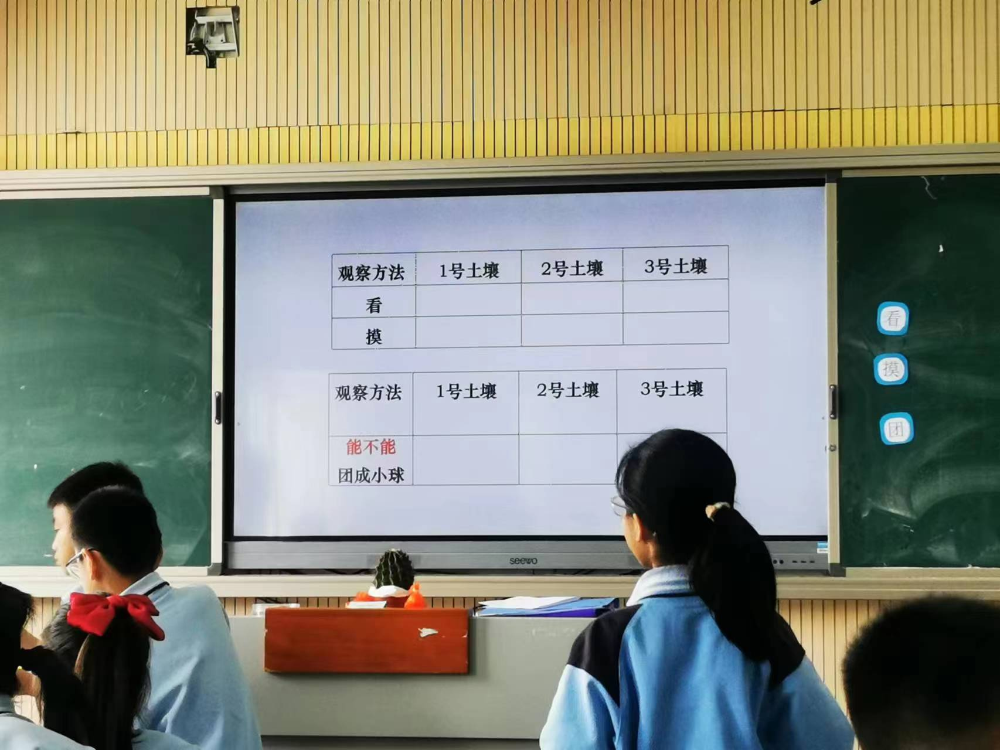 观察方法 1号土壤 2号土壤 3号土壤
看
摸
观察方法 1号土壤 2号土壤 3号土壤
能不能
团成小球
seewo
看
摸
团